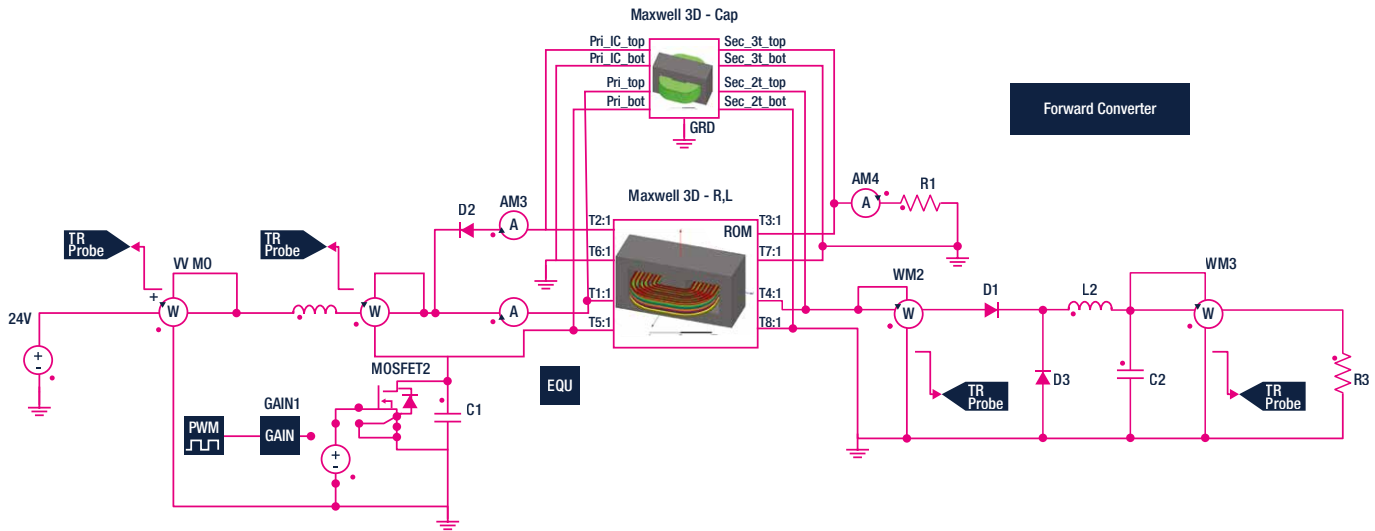 Maxwell 3D - Cap
Pri_IC_top
Sec_3t_top
Pri_IC_bot
Sec_3t_bot
Pri_top
Sec_2t_top
Pri_bot
Sec_2t_bot
GRD
Forward Converter
Maxwell 3D - R,L
AM4
R1
A
D2
AM3
A
T2:1
T3:1
ROM
T6:1
T7:1
T1:1
T4:1
T5:1
T8:1
TR
Probe
TR
Probe
VV MO
+
W
W
A
24V
+
-
WM2
W
D1
L2
WM3
W
MOSFET2
EQU
C1
D3
C2
R3
TR
Probe
TR
Probe
PWM
GAIN1
GAIN
+
-